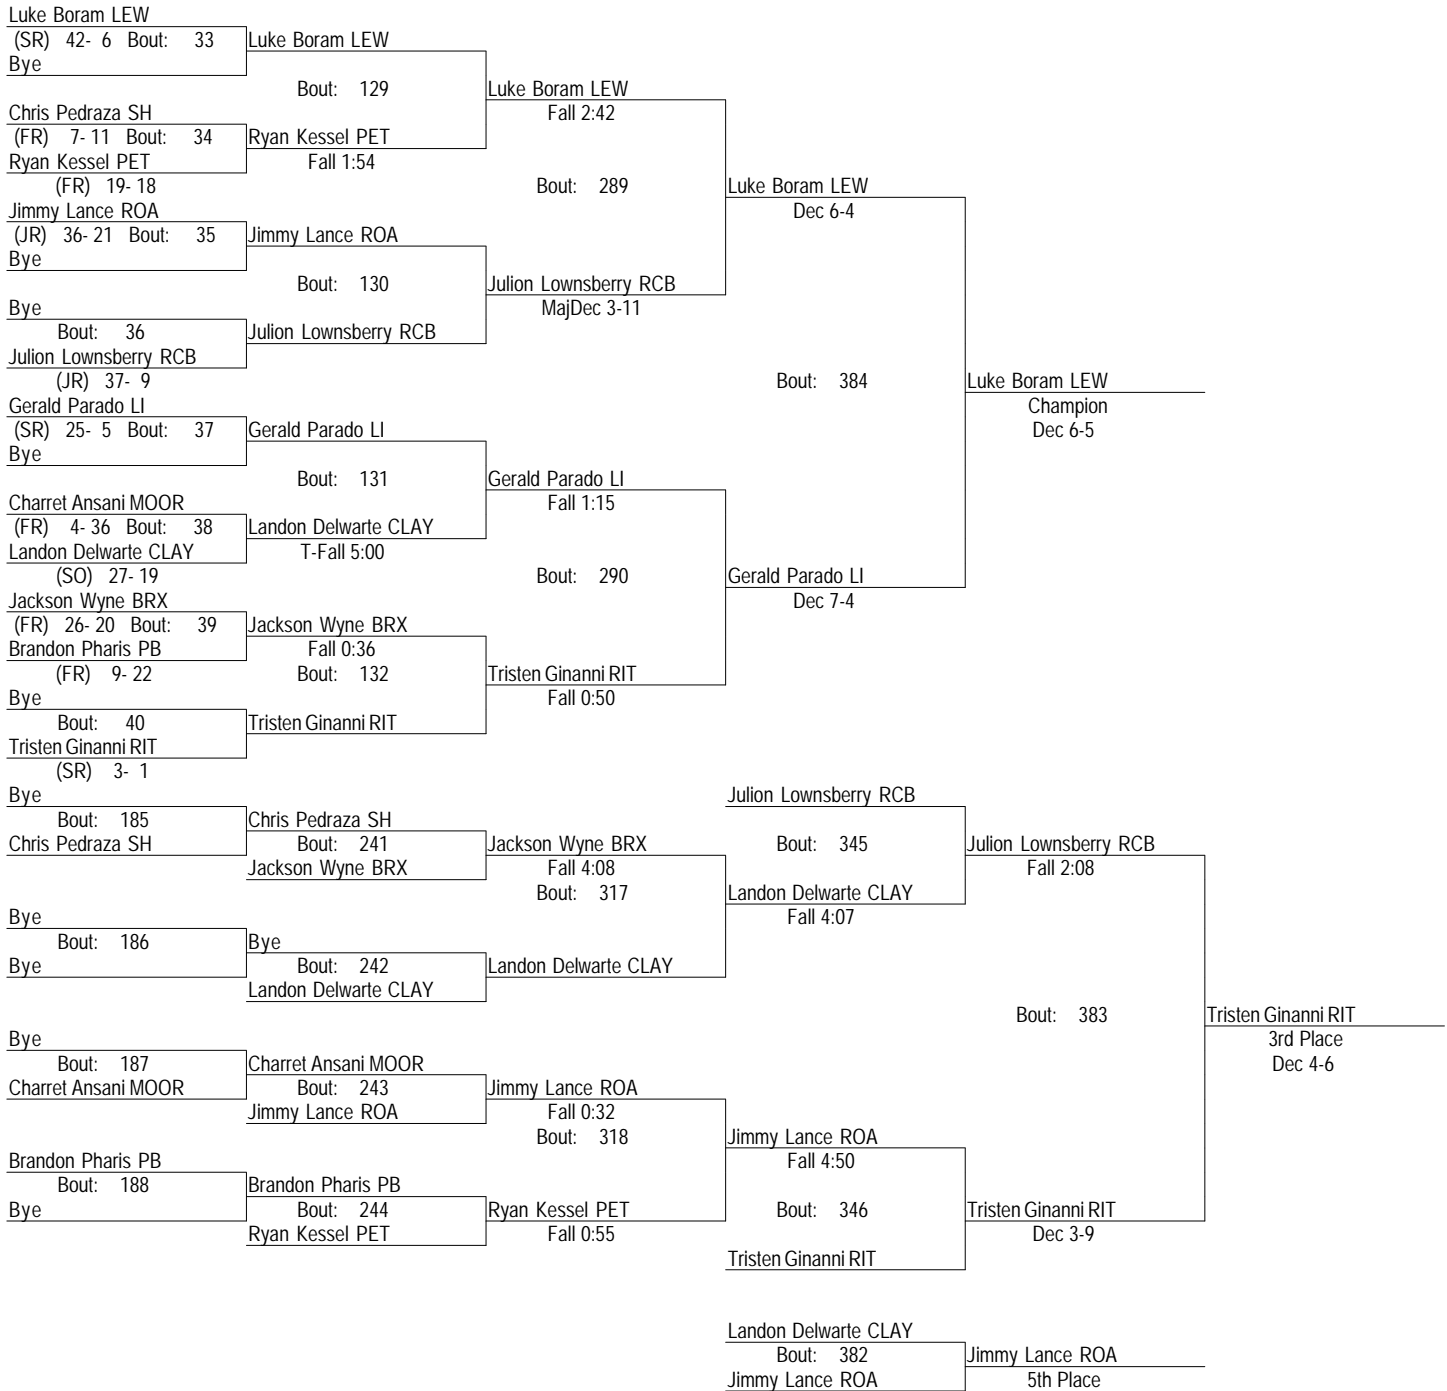 Luke Boram LEW
(SR) 42- 6 Bout: 33 Luke Boram LEW
Bye
Bout: 129 Luke Boram LEW
Chris Pedraza SH Fall 2:42
(FR) 7- 11 Bout: 34 Ryan Kessel PET
Ryan Kessel PET Fall 1:54
(FR) 19- 18 Bout: 289 Luke Boram LEW
Jimmy Lance ROA Dec 6-4
(JR) 36- 21 Bout: 35 Jimmy Lance ROA
Bye
Bout: 130 Julion Lownsberry RCB
Bye MajDec 3-11
Bout: 36 Julion Lownsberry RCB
Julion Lownsberry RCB
(JR) 37- 9 Bout: 384 Luke Boram LEW
Gerald Parado LI Champion
(SR) 25- 5 Bout: 37 Gerald Parado LI Dec 6-5
Bye
Bout: 131 Gerald Parado LI
Charret Ansani MOOR Fall 1:15
(FR) 4- 36 Bout: 38 Landon Delwarte CLAY
Landon Delwarte CLAY T-Fall 5:00
(SO) 27- 19 Bout: 290 Gerald Parado LI
Jackson Wyne BRX Dec 7-4
(FR) 26- 20 Bout: 39 Jackson Wyne BRX
Brandon Pharis PB Fall 0:36
(FR) 9- 22 Bout: 132 Tristen Ginanni RIT
Bye Fall 0:50
Bout: 40 Tristen Ginanni RIT
Tristen Ginanni RIT
(SR) 3- 1
Bye Julion Lownsberry RCB
Bout: 185 Chris Pedraza SH
Chris Pedraza SH Bout: 241 Jackson Wyne BRX Bout: 345 Julion Lownsberry RCB
Jackson Wyne BRX Fall 4:08 Fall 2:08
Bout: 317 Landon Delwarte CLAY
Bye Fall 4:07
Bout: 186 Bye
Bye Bout: 242 Landon Delwarte CLAY
Landon Delwarte CLAY
Bout: 383 Tristen Ginanni RIT
Bye 3rd Place
Bout: 187 Charret Ansani MOOR Dec 4-6
Charret Ansani MOOR Bout: 243 Jimmy Lance ROA
Jimmy Lance ROA Fall 0:32
Bout: 318 Jimmy Lance ROA
Brandon Pharis PB Fall 4:50
Bout: 188 Brandon Pharis PB
Bye Bout: 244 Ryan Kessel PET Bout: 346 Tristen Ginanni RIT
Ryan Kessel PET Fall 0:55 Dec 3-9
Tristen Ginanni RIT
Landon Delwarte CLAY
Bout: 382 Jimmy Lance ROA
Jimmy Lance ROA 5th Place